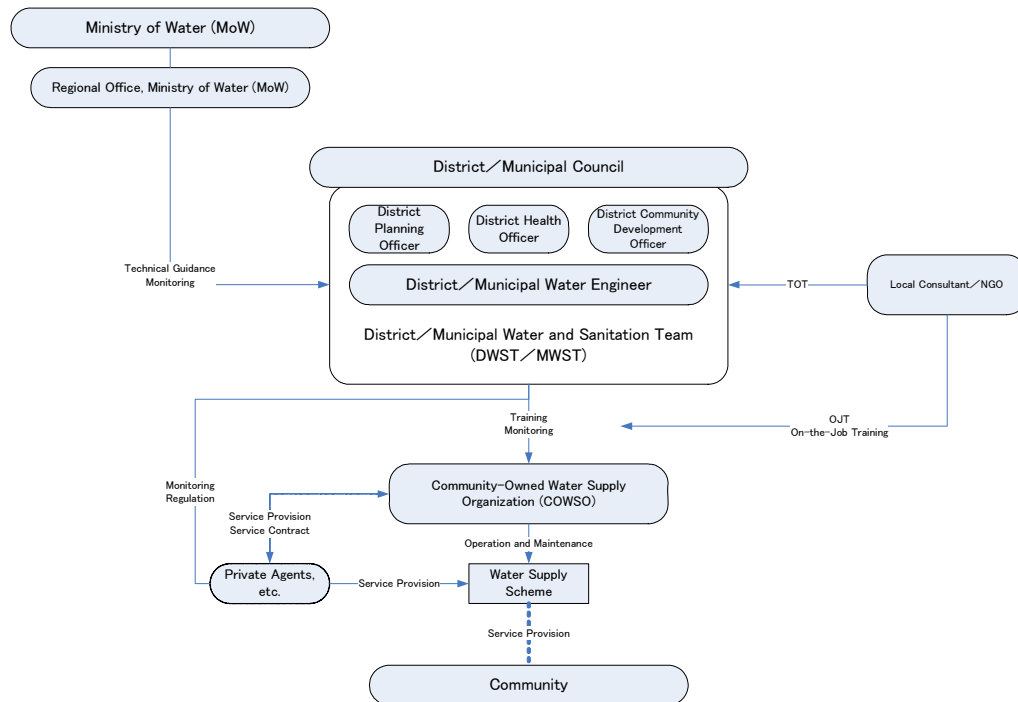 Ministry of Water (MoW)
Regional Office, Ministry of Water (MoW)
District／Municipal Council
District
Planning
Officer
District Health
Officer
District Community
Development
Officer
Technical Guidance
Monitoring
District／Municipal Water Engineer
TOT
Local Consultant／NGO
District／Municipal Water and Sanitation Team
(DWST／MWST)
Training
Monitoring
OJT
On-the-Job Training
Monitoring
Regulation
Community-Owned Water Supply
Organization (COWSO)
Service Provision
Service Contract
Operation and Maintenance
Private Agents,
etc.
Service Provision
Water Supply
Scheme
Service Provision
Community